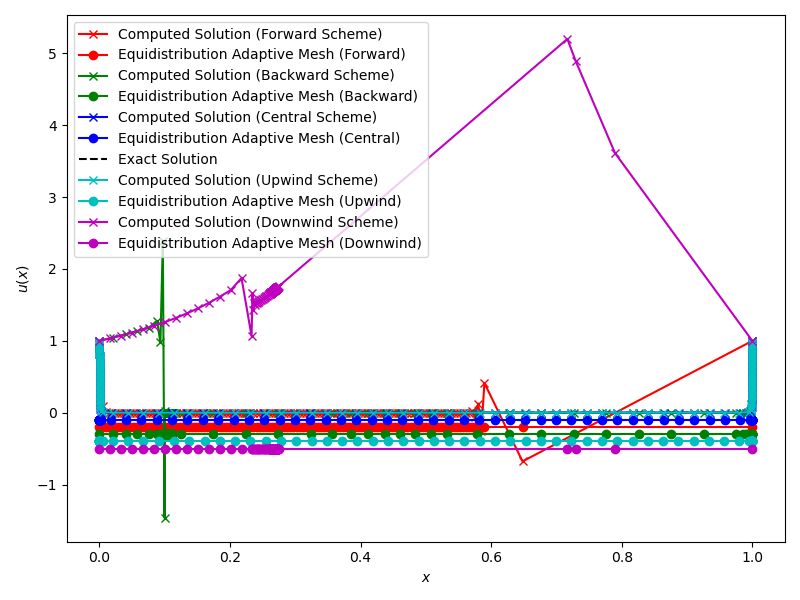 Computed Solution (Forward Scheme)
Equidistribution Adaptive Mesh (Forward)
Computed Solution (Backward Scheme)
Equidistribution Adaptive Mesh (Backward)
Computed Solution (Central Scheme)
Equidistribution Adaptive Mesh (Central)
Exact Solution
Computed Solution (Upwind Scheme)
Equidistribution Adaptive Mesh (Upwind)
Computed Solution (Downwind Scheme)
Equidistribution Adaptive Mesh (Downwind)
5
4
3
2
1
0
−1
u(x)
0.0 0.2 0.4 0.6 0.8 1.0
x